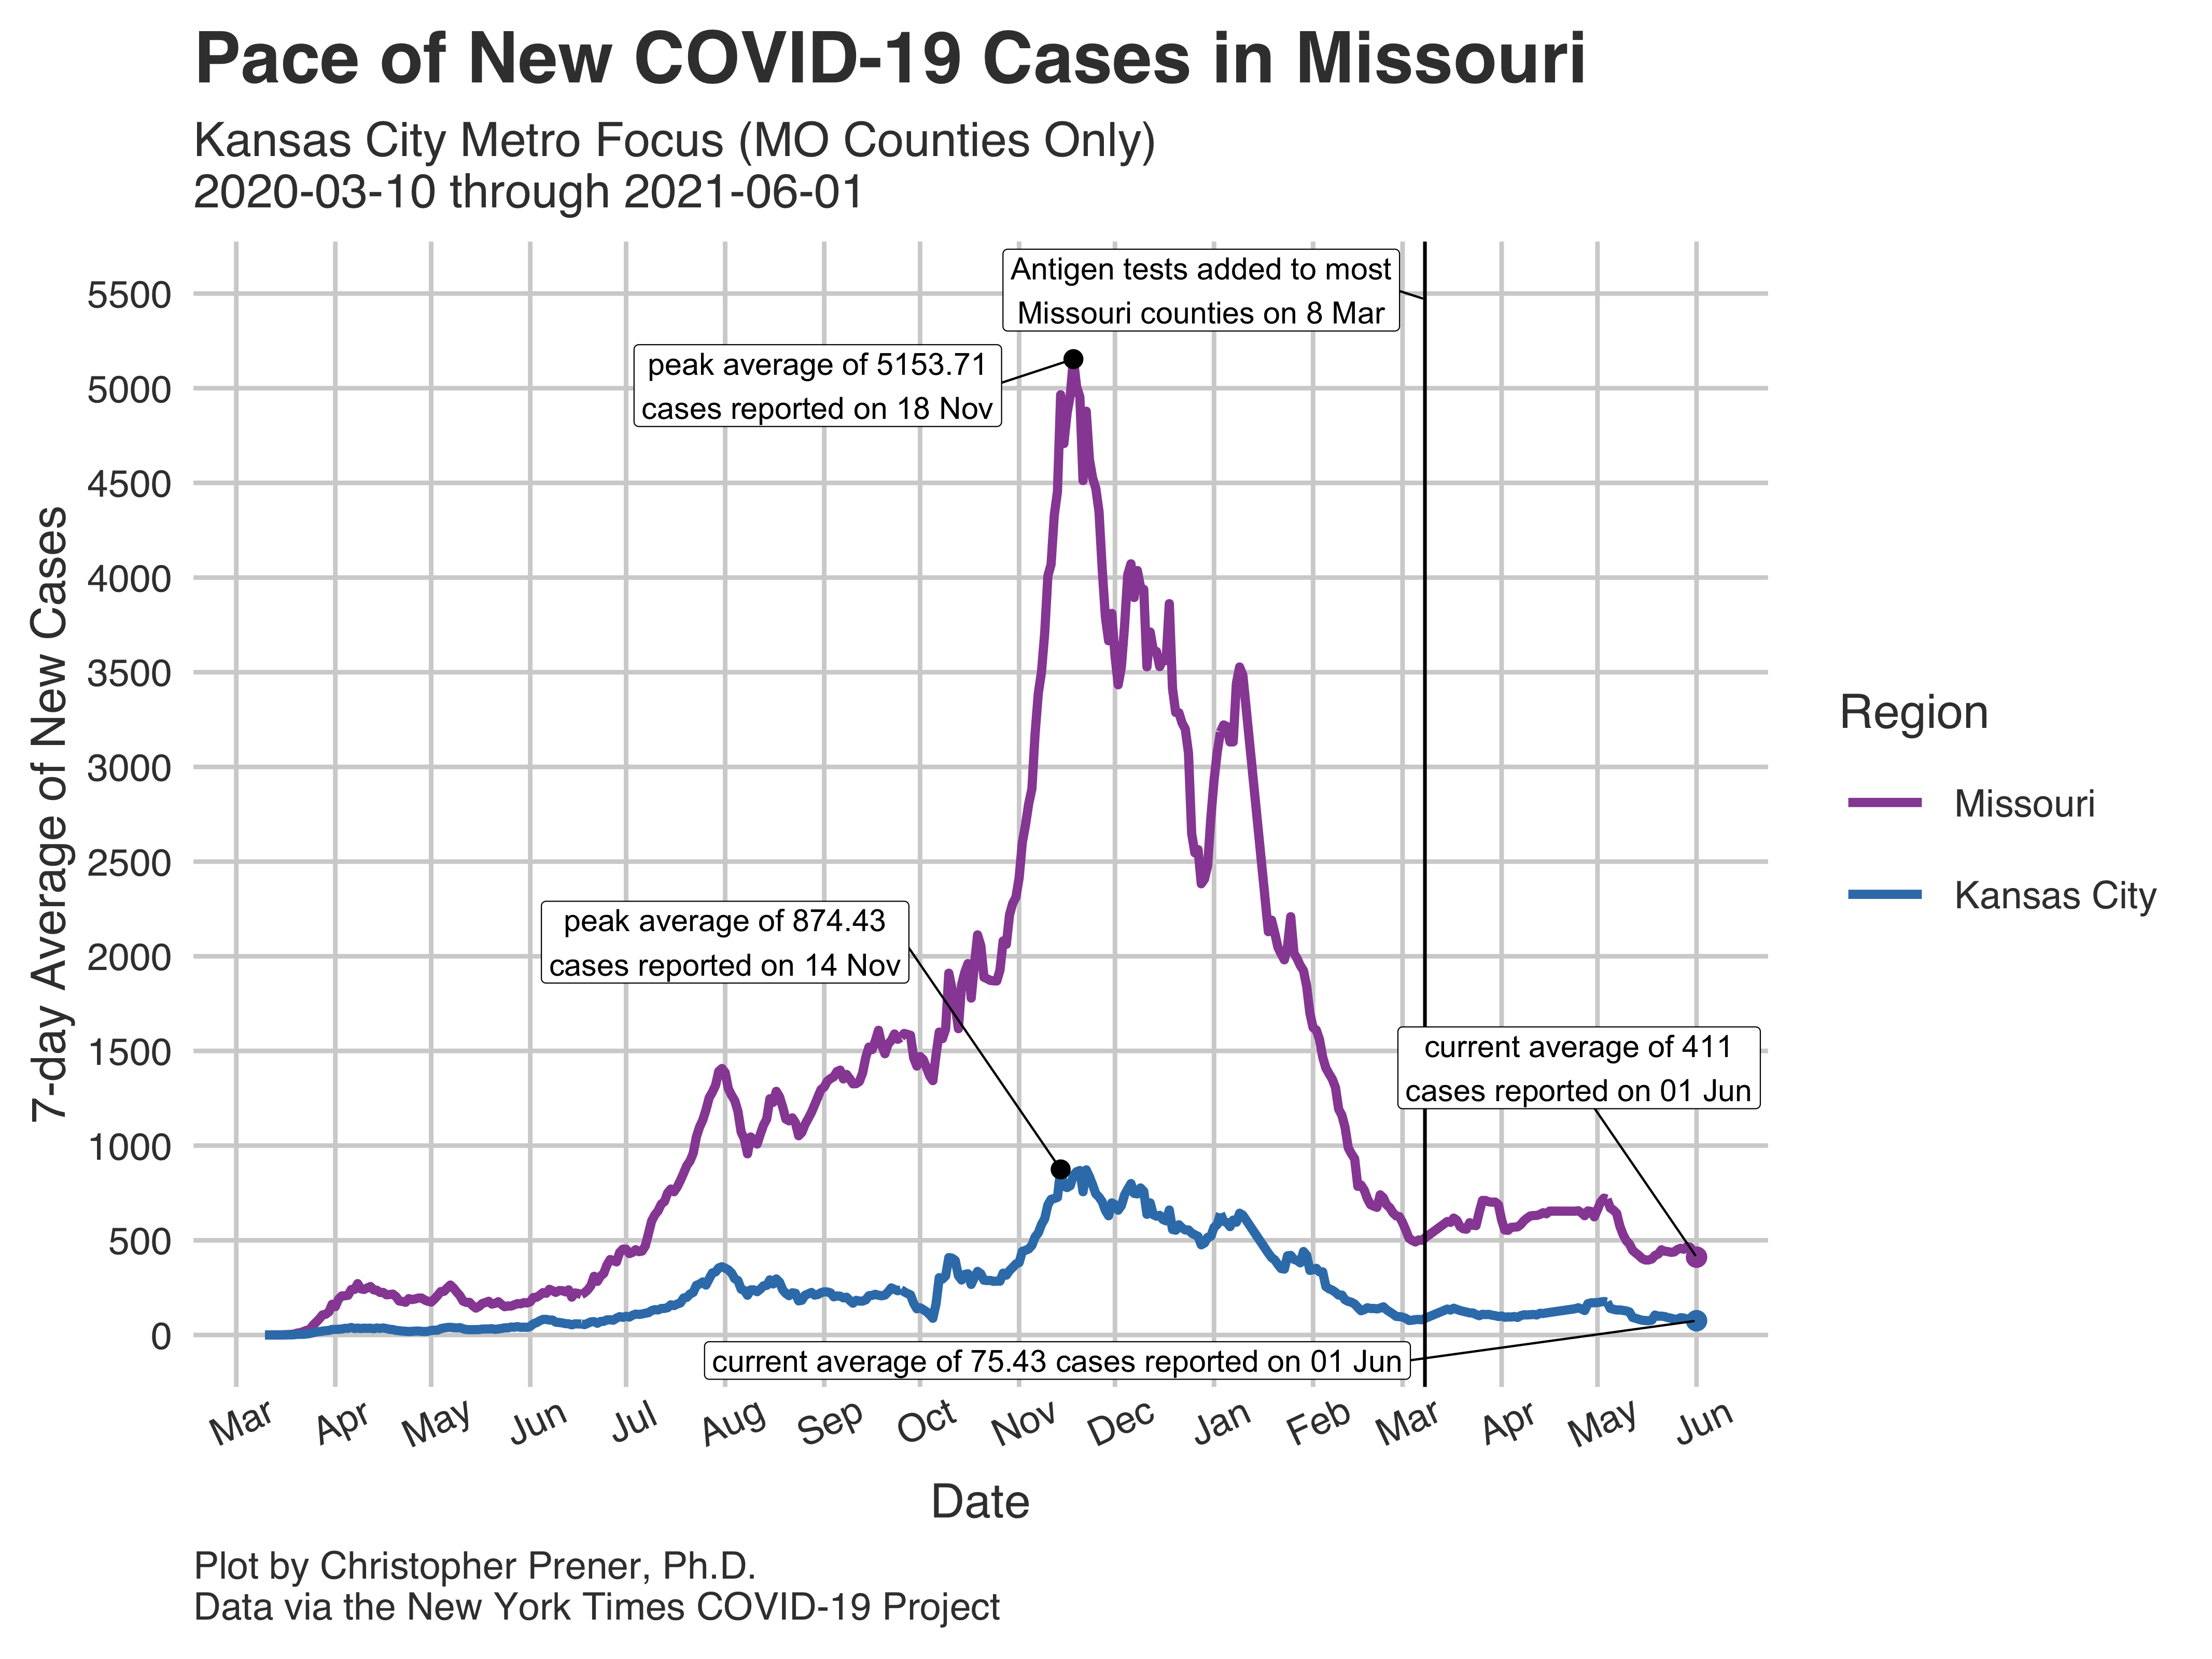 Pace of New COVID-19 Cases in Missouri
Kansas City Metro Focus (MO Counties Only)
2020-03-10 through 2021-06-01
7-day Average of New Cases
5500
5000
4500
4000
3500
3000
2500
2000
1500
1000
500
0
Antigen tests added to most
Missouri counties on 8 Mar
peak average of 5153.71
cases reported on 18 Nov
peak average of 874.43
cases reported on 14 Nov
current average of 411
cases reported on 01 Jun
current average of 75.43 cases reported on 01 Jun
Mar Apr May Jun Jul Aug Sep Oct Nov Dec Jan Feb Mar Apr May Jun
Date
Region
Missouri
Kansas City
Plot by Christopher Prener, Ph.D.
Data via the New York Times COVID-19 Project